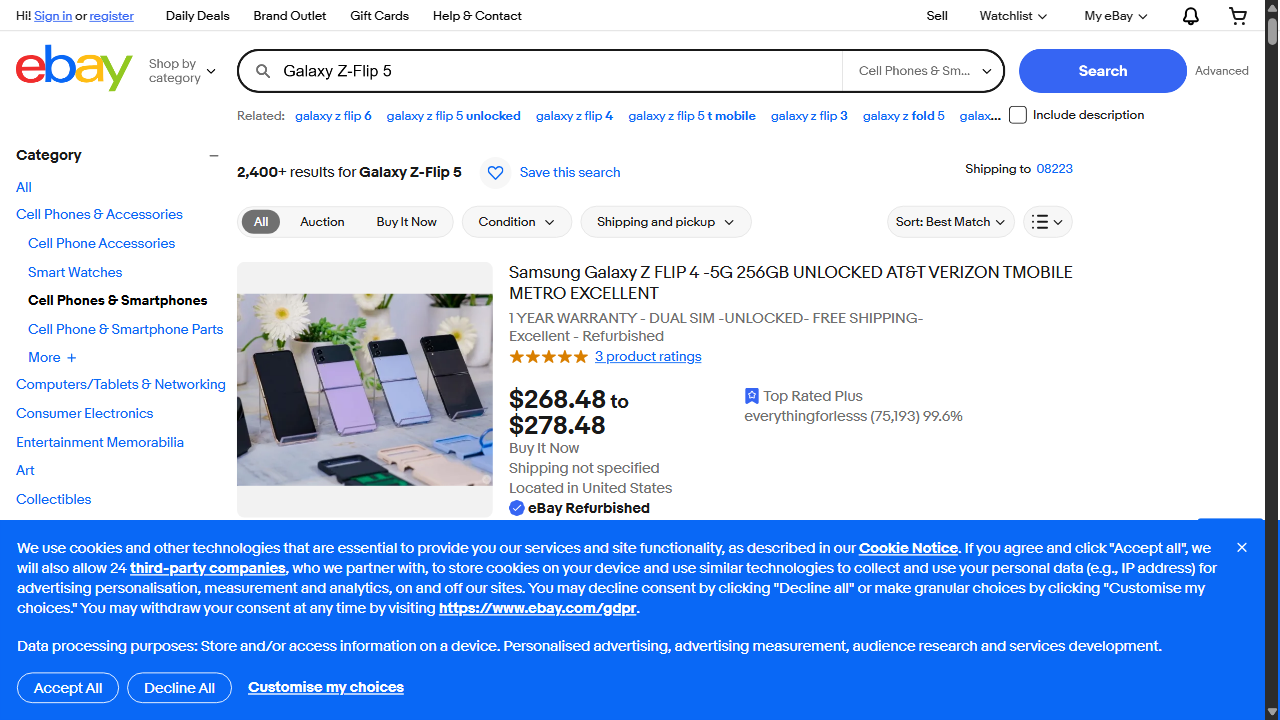 Hi! Sign in or register
Daily Deals
Brand Outlet
Gift Cards
Help & Contact
Sell
Watchlist
My eBay
ebay
Shop by
category
Galaxy Z-Flip 5
Cell Phones & Sm...
Search
Advanced
Related:
galaxy z flip 6
galaxy z flip 5 unlocked
galaxy z flip 4
galaxy z flip 5 t mobile
galaxy z flip 3
galaxy z fold 5
galax...
Include description
Category
All
Cell Phones & Accessories
Cell Phone Accessories
Smart Watches
Cell Phones & Smartphones
Cell Phone & Smartphone Parts
More +
Computers/Tablets & Networking
Consumer Electronics
Entertainment Memorabilia
Art
Collectibles
2,400+ results for Galaxy Z-Flip 5
Save this search
Shipping to 08223
All
Auction
Buy It Now
Condition
Shipping and pickup
Sort: Best Match
Samsung Galaxy Z FLIP 4 -5G 256GB UNLOCKED AT&T VERIZON TMOBILE
METRO EXCELLENT
1 YEAR WARRANTY - DUAL SIM -UNLOCKED- FREE SHIPPING-
Excellent - Refurbished
3 product ratings
$268.48 to
$278.48
Buy It Now
Shipping not specified
Located in United States
eBay Refurbished
Top Rated Plus
everythingforlesss (75,193) 99.6%
We use cookies and other technologies that are essential to provide you our services and site functionality, as described in our Cookie Notice. If you agree and click "Accept all", we
will also allow 24 third-party companies, who we partner with, to store cookies on your device and use similar technologies to collect and use your personal data (e.g., IP address) for
advertising personalisation, measurement and analytics, on and off our sites. You may decline consent by clicking "Decline all" or make granular choices by clicking "Customise my
choices." You may withdraw your consent at any time by visiting https://www.ebay.com/gdpr.
Data processing purposes: Store and/or access information on a device. Personalised advertising, advertising measurement, audience research and services development.
Accept All
Decline All
Customise my choices